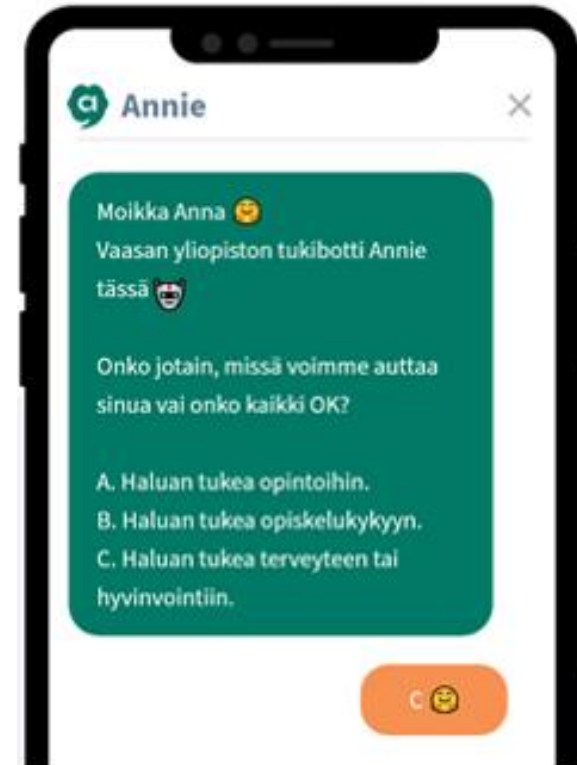 Annie
Moikka Anna 🤗
Vaasan yliopiston tukibotti Annie
tässä
Onko jotain, missä voimme auttaa
sinua vai onko kaikki OK?
A. Haluan tukea opintoihin.
B. Haluan tukea opiskelukykyyn.
C. Haluan tukea terveyteen tai
hyvinvointiin.
C 🤗